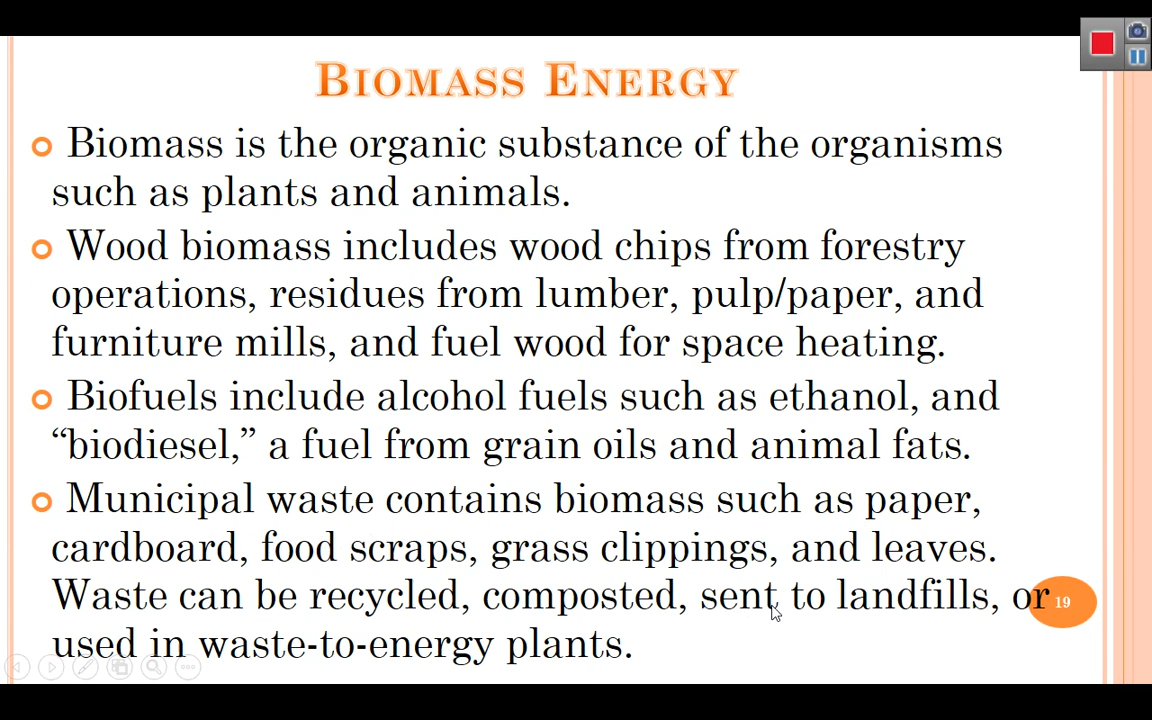 BIOMASS ENERGY
Biomass is the organic substance of the organisms
such as plants and animals.
Wood biomass includes wood chips from forestry
operations, residues from lumber, pulp/paper, and
furniture mills, and fuel wood for space heating.
Biofuels include alcohol fuels such as ethanol, and
“biodiesel,” a fuel from grain oils and animal fats.
Municipal waste contains biomass such as paper,
cardboard, food scraps, grass clippings, and leaves.
Waste can be recycled, composted, sent to landfills, or
used in waste-to-energy plants.
19